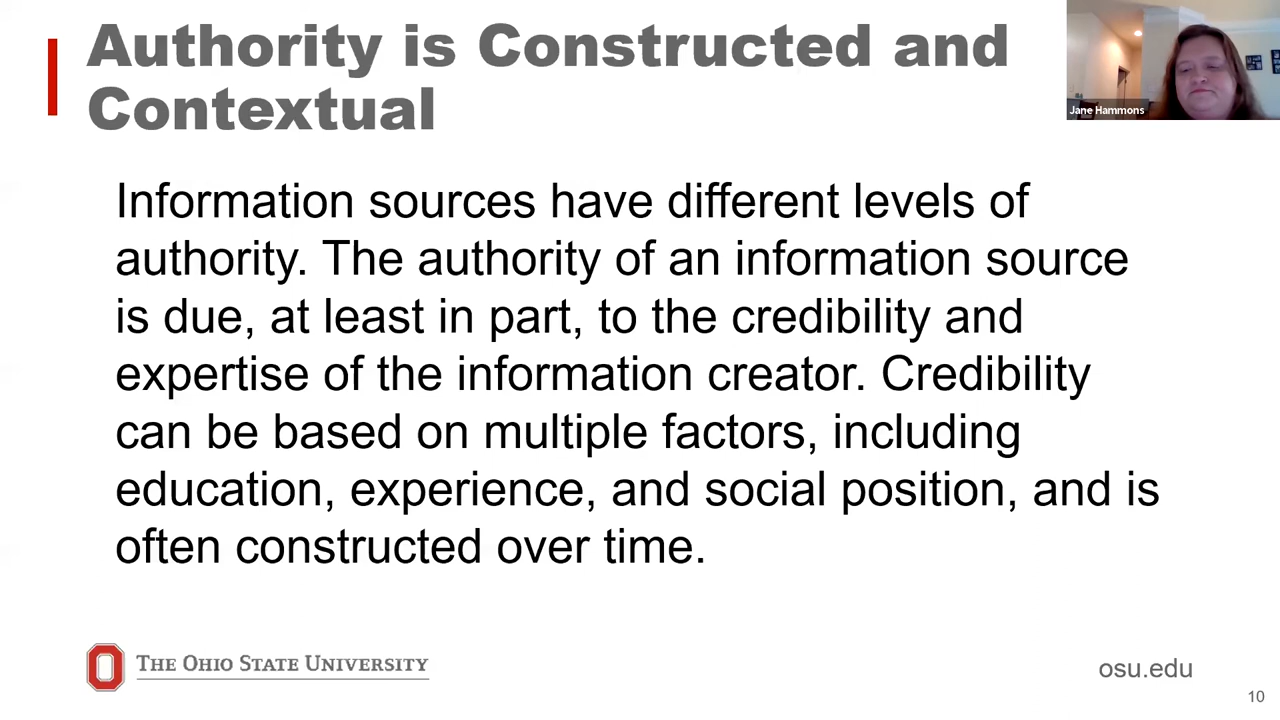 Authority is Constructed and
Contextual
Jane Hammons
Information sources have different levels of
authority. The authority of an information source
is due, at least in part, to the credibility and
expertise of the information creator. Credibility
can be based on multiple factors, including
education, experience, and social position, and is
often constructed over time.
THE OHIO STATE UNIVERSITY
osu.edu
10